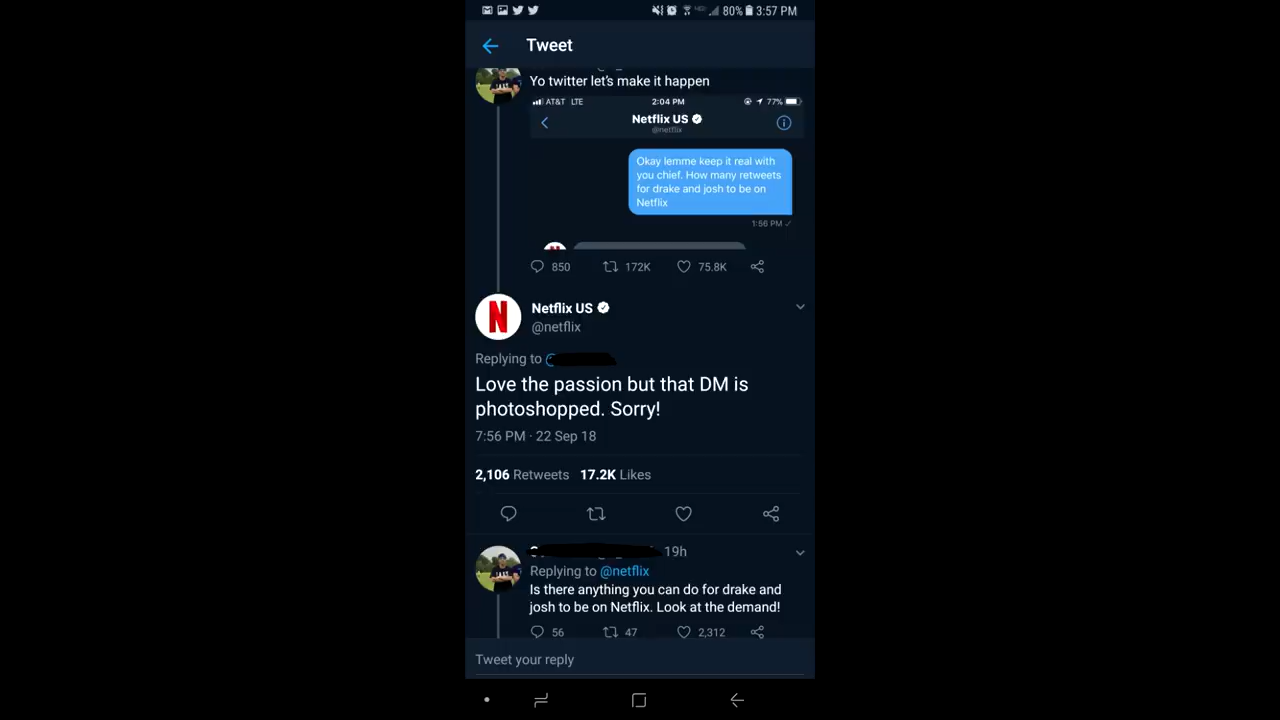 80% 3:57 PM
Tweet
Yo twitter let's make it happen
AT&T LTE 2:04 PM 77%
Netflix US
@netflix
Okay lemme keep it real with
you chief. How many retweets
for drake and josh to be on
Netflix
1:56 PM
850 172K 75.8K
N
Netflix US
@netflix
Replying to
Love the passion but that DM is
photoshopped. Sorry!
7:56 PM · 22 Sep 18
2,106 Retweets 17.2K Likes
19h
Replying to @netflix
Is there anything you can do for drake and
josh to be on Netflix. Look at the demand!
56 47 2,312
Tweet your reply